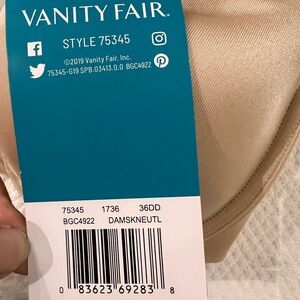 VANITY FAIR.
STYLE 75345
©2019 Vanity Fair, Inc.
75345-G19 SPB.03413.0.0 BGC4922
75345 1736 36DD
BGC4922 DAMSKNEUTL
0 83623 69283 8